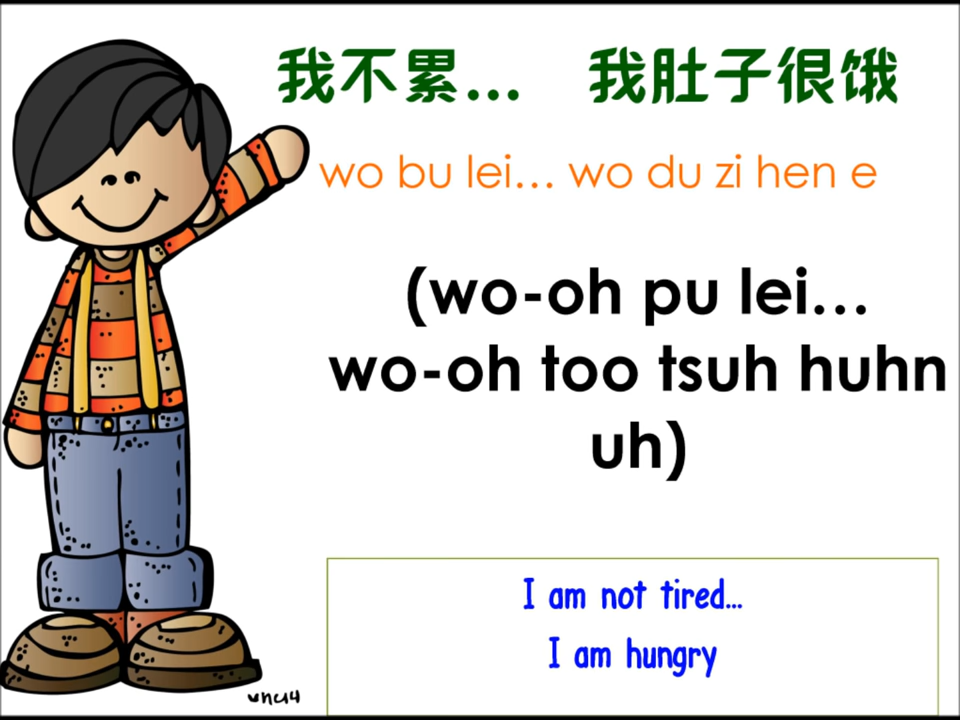 我不累... 我肚子很饿
wo bu lei... wo du zi hen e
(wo-oh pu lei...
wo-oh too tsuh huhn
uh)
I am not tired...
I am hungry